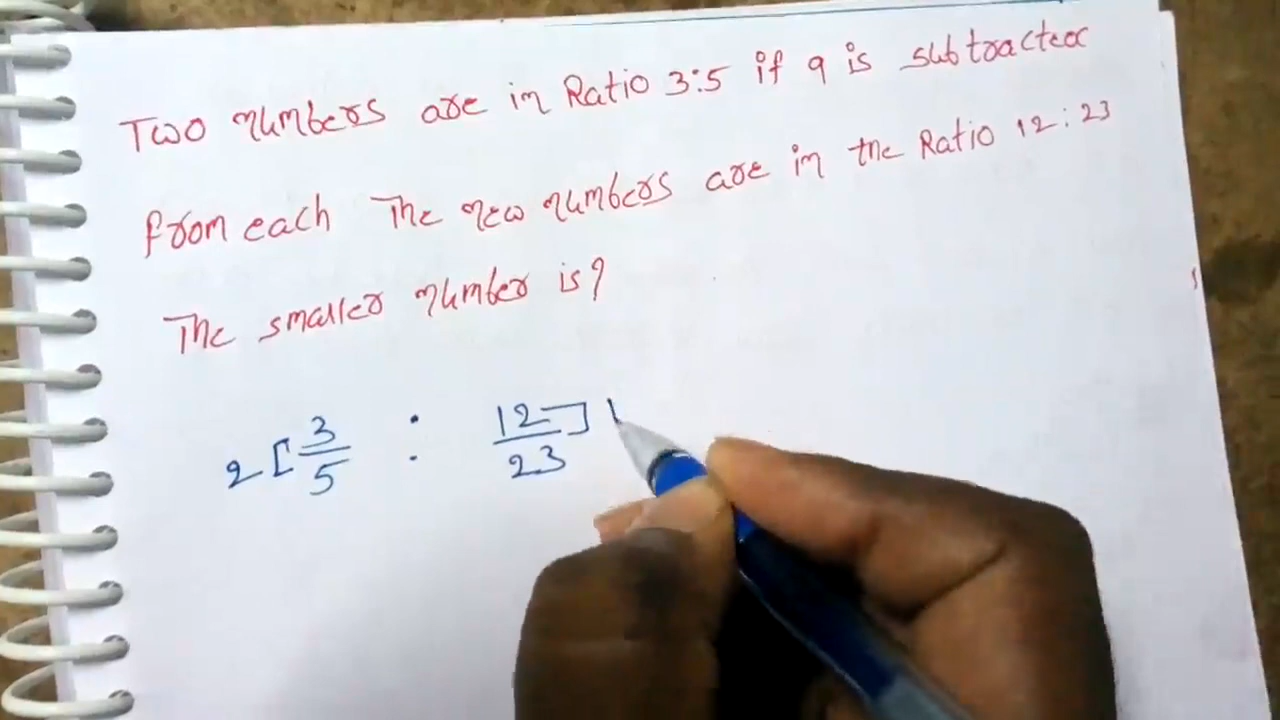 Two numbers are in Ratio 3:5 if 9 is subtracted
from each The new numbers are in the Ratio 12:23
The smaller number is?
2[3/5 : 12/23]